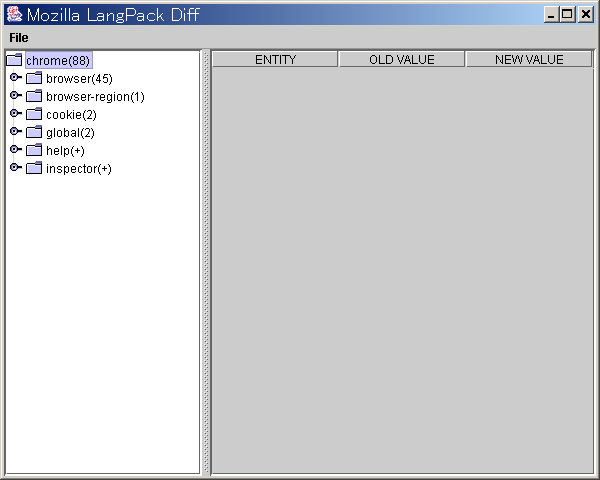 Mozilla LangPack Diff
File
chrome(88)
browser(45)
browser-region(1)
cookie(2)
global(2)
help(+)
inspector(+)
ENTITY OLD VALUE NEW VALUE